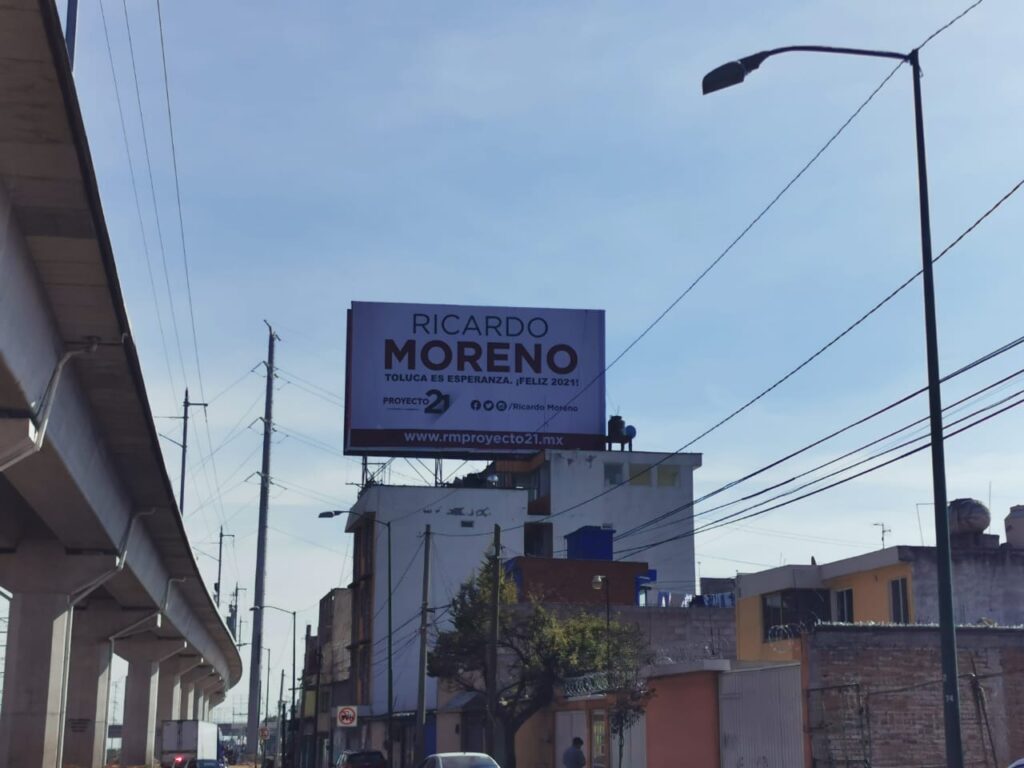 RICARDO
MORENO
TOLUCA ES ESPERANZA. ¡FELIZ 2021!
PROYECTO 21
/Ricardo Moreno
www.rmproyecto21.mx